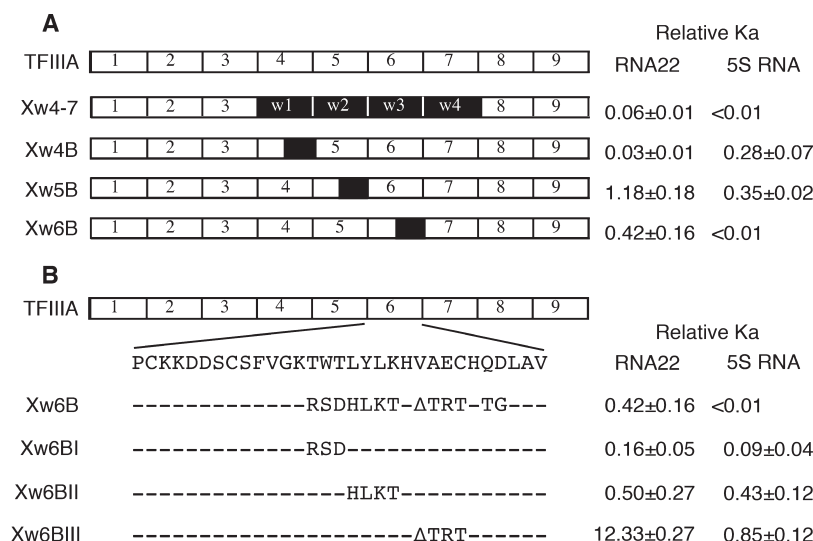 A
Relative Ka
TFIIIA 1 2 3 4 5 6 7 8 9 RNA22 5S RNA
Xw4-7 1 2 3 w1 w2 w3 w4 8 9 0.06±0.01 <0.01
Xw4B 1 2 3 5 6 7 8 9 0.03±0.01 0.28±0.07
Xw5B 1 2 3 4 6 7 8 9 1.18±0.18 0.35±0.02
Xw6B 1 2 3 4 5 7 8 9 0.42±0.16 <0.01
B
TFIIIA 1 2 3 4 5 6 7 8 9
Relative Ka
PCKKDDSCSFVGKTWTLYLKHVAECHQDLAV RNA22 5S RNA
Xw6B -------------RSDHLKT-ΔTRT-TG--- 0.42±0.16 <0.01
Xw6BI -------------RSD--------------- 0.16±0.05 0.09±0.04
Xw6BII ----------------HLKT----------- 0.50±0.27 0.43±0.12
Xw6BIII ---------------------ΔTRT------ 12.33±0.27 0.85±0.12